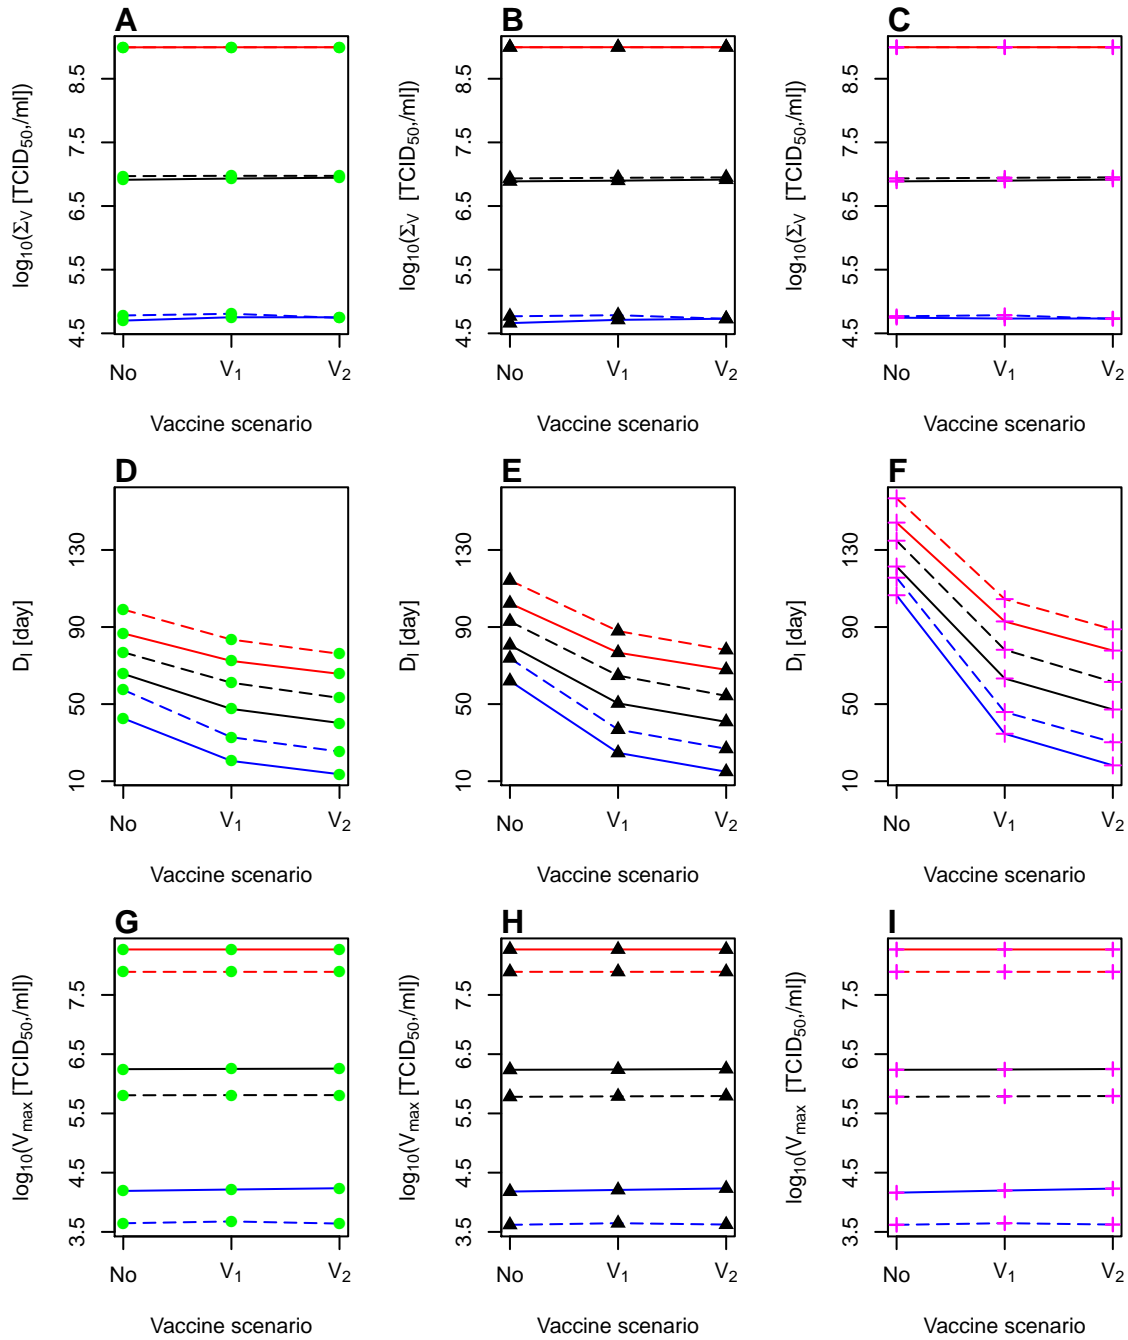 A
B
C
log10(ΣV [TCID50,/ml])
4.5 5.5 6.5 7.5 8.5
No V1 V2
Vaccine scenario
log10(ΣV [TCID50,/ml])
4.5 5.5 6.5 7.5 8.5
No V1 V2
Vaccine scenario
log10(ΣV [TCID50,/ml])
4.5 5.5 6.5 7.5 8.5
No V1 V2
Vaccine scenario
D
E
F
DI [day]
10 50 90 130
No V1 V2
Vaccine scenario
DI [day]
10 50 90 130
No V1 V2
Vaccine scenario
DI [day]
10 50 90 130
No V1 V2
Vaccine scenario
G
H
I
log10(Vmax [TCID50,/ml])
3.5 4.5 5.5 6.5 7.5
No V1 V2
Vaccine scenario
log10(Vmax [TCID50,/ml])
3.5 4.5 5.5 6.5 7.5
No V1 V2
Vaccine scenario
log10(Vmax [TCID50,/ml])
3.5 4.5 5.5 6.5 7.5
No V1 V2
Vaccine scenario